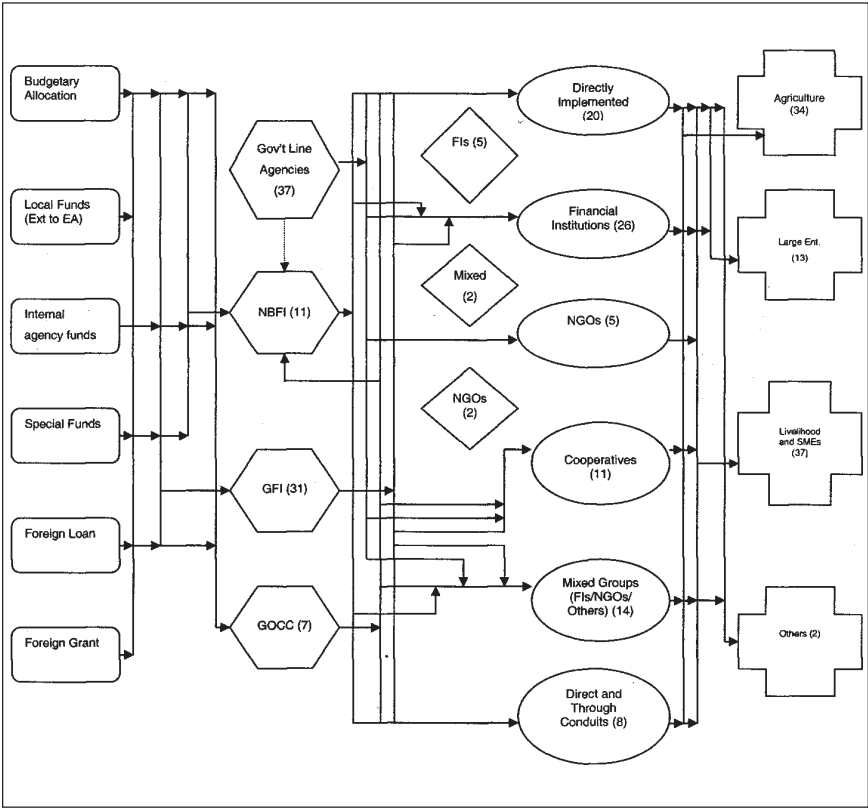 Budgetary
Allocation
Local Funds
(Ext to EA)
Internal
agency funds
Special Funds
Foreign Loan
Foreign Grant
Gov't Line
Agencies
(37)
NBFI (11)
GFI (31)
GOCC (7)
FIs (5)
Mixed
(2)
NGOs
(2)
Directly
Implemented
(20)
Financial
Institutions (26)
NGOs (5)
Cooperatives
(11)
Mixed Groups
(FIs/NGOs/
Others) (14)
Direct and
Through
Conduits (8)
Agriculture
(34)
Large Ent.
(13)
Livelihood
and SMEs
(37)
Others (2)